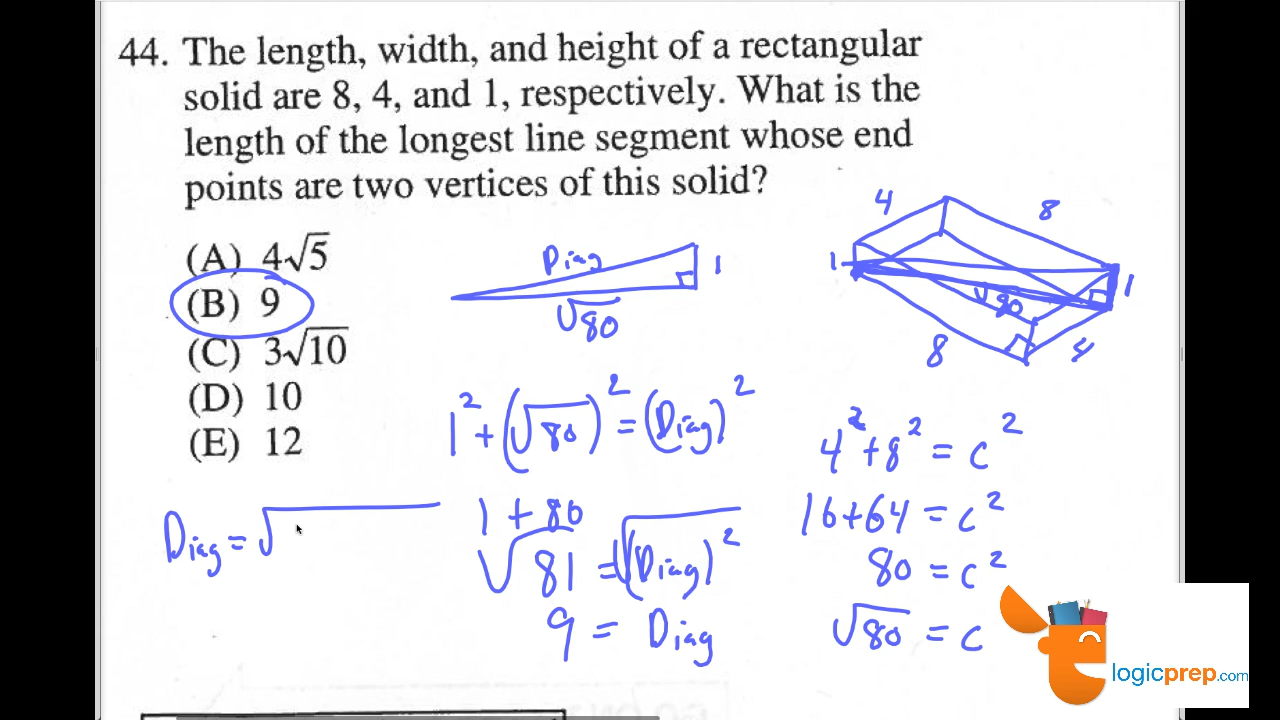 44. The length, width, and height of a rectangular
solid are 8, 4, and 1, respectively. What is the
length of the longest line segment whose end
points are two vertices of this solid?
(A) 4√5
(B) 9
(C) 3√10
(D) 10
(E) 12
Diag
1
√80
4
8
1
1
√80
8
4
1² + (√80)² = (Diag)²
1 + 80
√81 = √(Diag)²
9 = Diag
4² + 8² = c²
16 + 64 = c²
80 = c²
√80 = c
Diag = √
logicprep.com